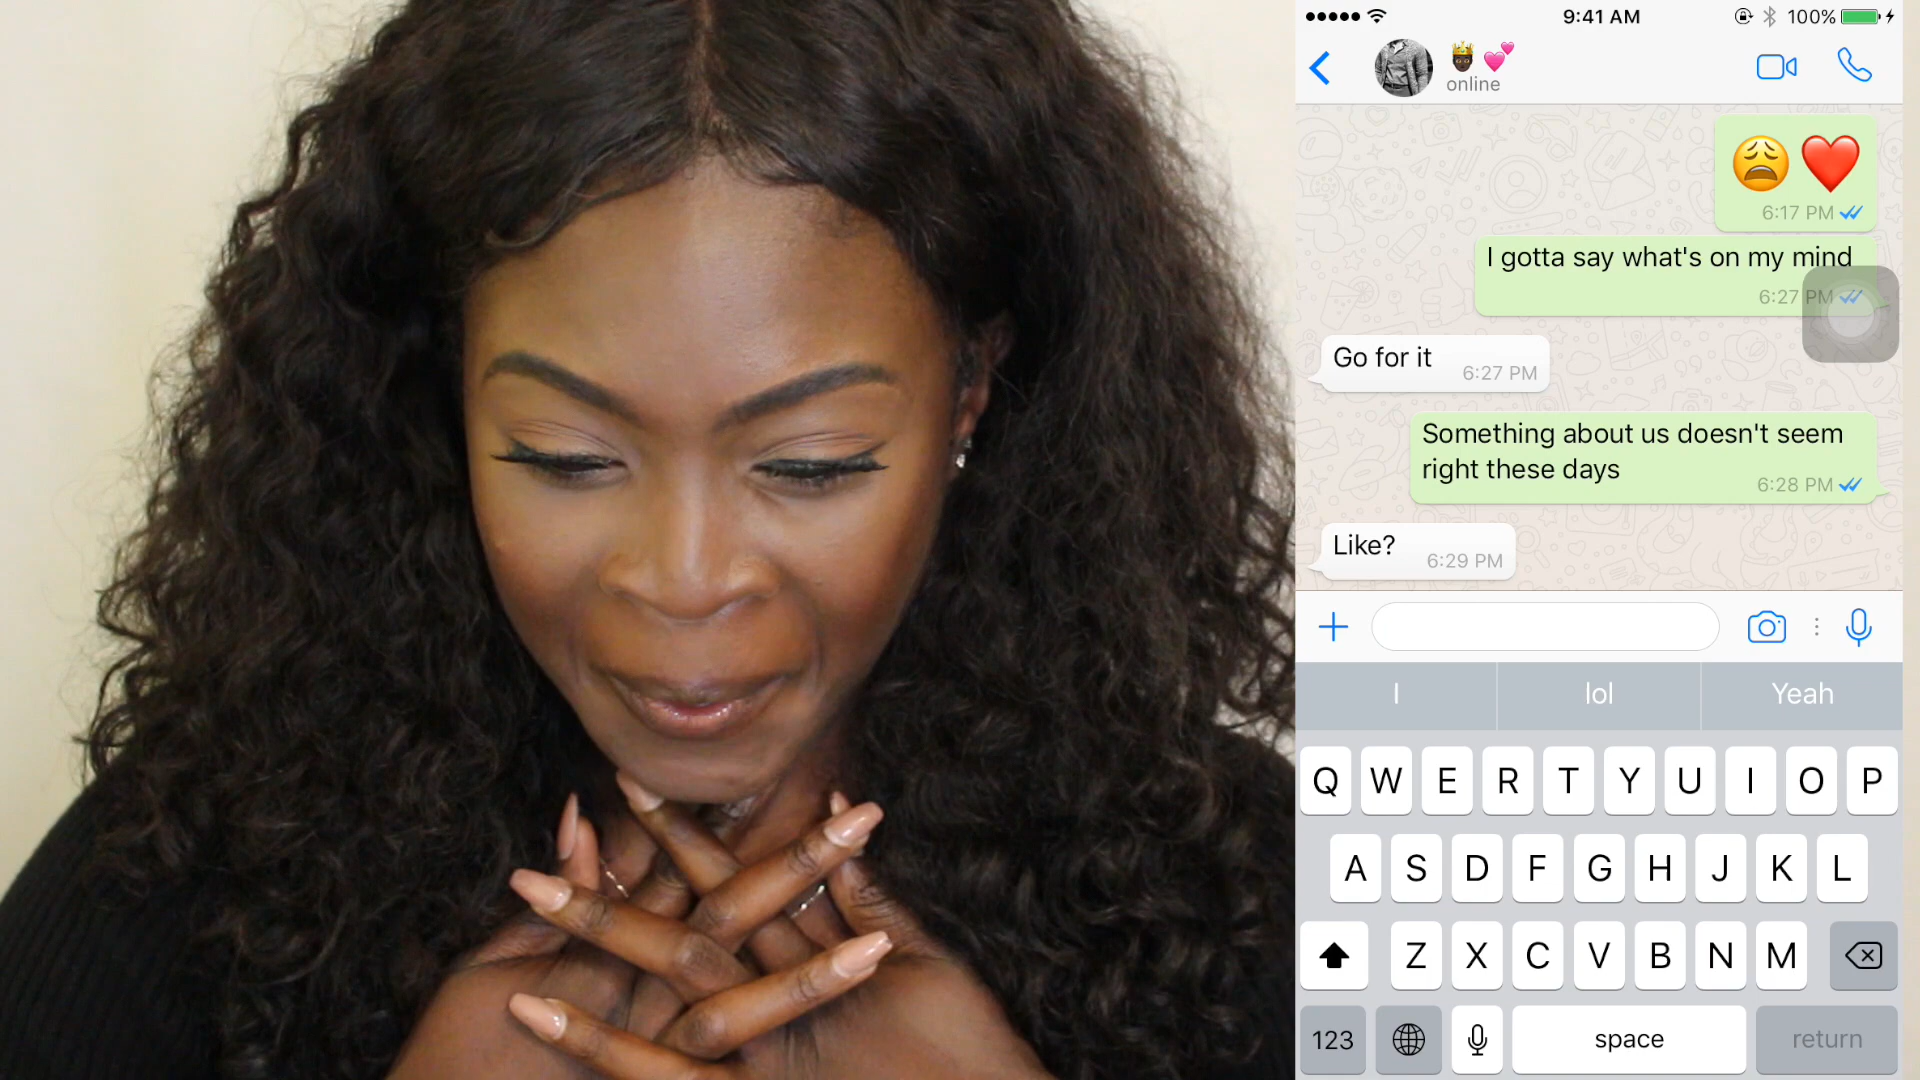 9:41 AM
100%
online
6:17 PM
I gotta say what's on my mind
6:27 PM
Go for it
6:27 PM
Something about us doesn't seem
right these days
6:28 PM
Like?
6:29 PM
I lol Yeah
Q W E R T Y U I O P
A S D F G H J K L
Z X C V B N M
123 space return